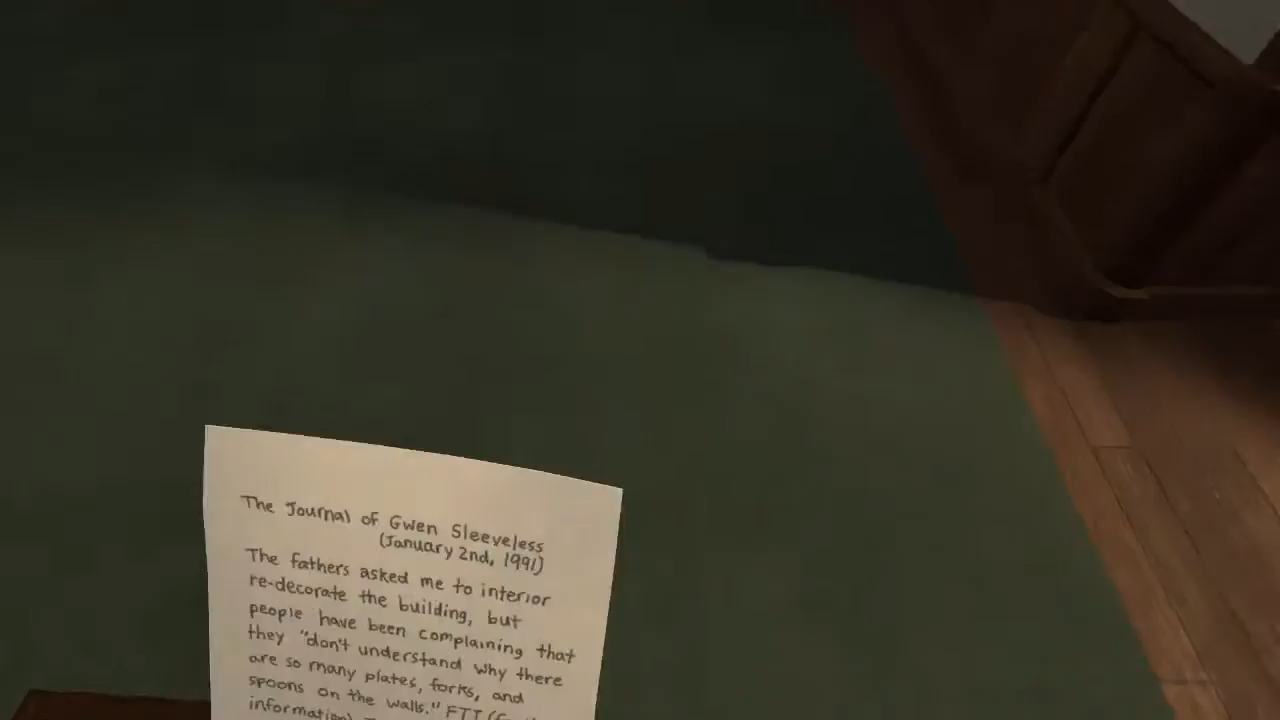 The Journal of Gwen Sleeveless
(January 2nd, 1991)
The fathers asked me to interior
re-decorate the building, but
people have been complaining that
they "don't understand why there
are so many plates, forks, and
spoons on the walls." FTI
information)